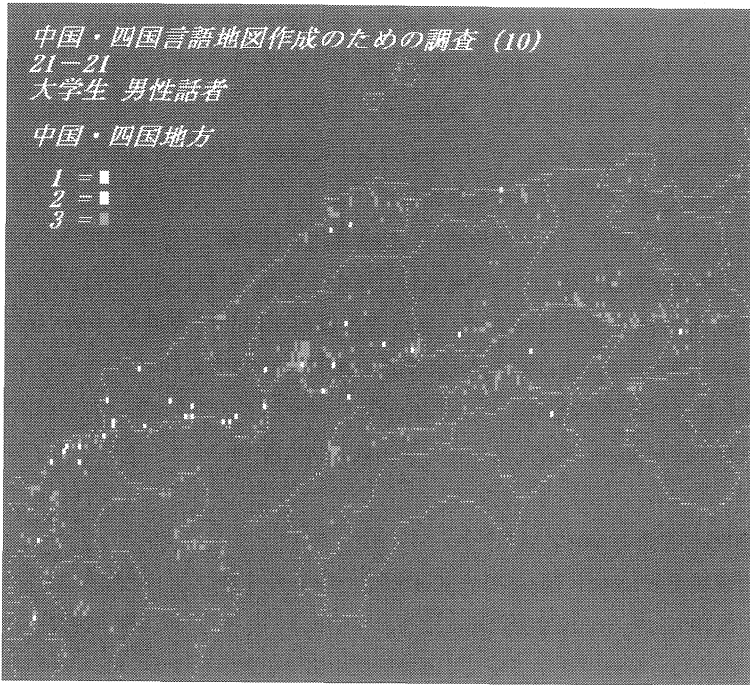 中国・四国言語地図作成のための調査 (10)
21－21
大学生 男性話者
中国・四国地方
1 =
2 =
3 =